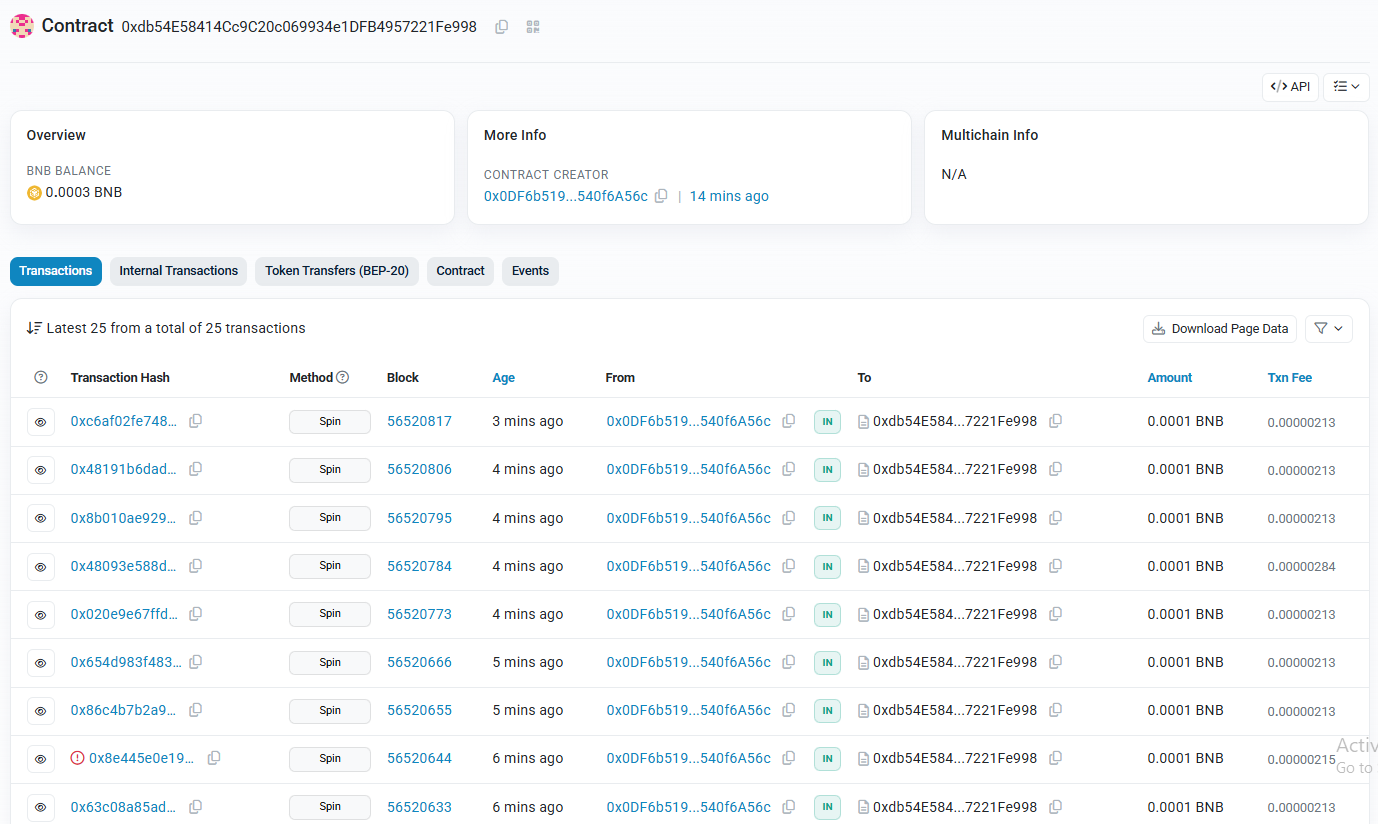 Contract 0xdb54E58414Cc9C20c069934e1DFB4957221Fe998
</> API
Overview
BNB BALANCE
0.0003 BNB
More Info
CONTRACT CREATOR
0x0DF6b519...540f6A56c | 14 mins ago
Multichain Info
N/A
Transactions Internal Transactions Token Transfers (BEP-20) Contract Events
Latest 25 from a total of 25 transactions
Download Page Data
? Transaction Hash Method ? Block Age From To Amount Txn Fee
0xc6af02fe748... Spin 56520817 3 mins ago 0x0DF6b519...540f6A56c IN 0xdb54E584...7221Fe998 0.0001 BNB 0.00000213
0x48191b6dad... Spin 56520806 4 mins ago 0x0DF6b519...540f6A56c IN 0xdb54E584...7221Fe998 0.0001 BNB 0.00000213
0x8b010ae929... Spin 56520795 4 mins ago 0x0DF6b519...540f6A56c IN 0xdb54E584...7221Fe998 0.0001 BNB 0.00000213
0x48093e588d... Spin 56520784 4 mins ago 0x0DF6b519...540f6A56c IN 0xdb54E584...7221Fe998 0.0001 BNB 0.00000284
0x020e9e67ffd... Spin 56520773 4 mins ago 0x0DF6b519...540f6A56c IN 0xdb54E584...7221Fe998 0.0001 BNB 0.00000213
0x654d983f483... Spin 56520666 5 mins ago 0x0DF6b519...540f6A56c IN 0xdb54E584...7221Fe998 0.0001 BNB 0.00000213
0x86c4b7b2a9... Spin 56520655 5 mins ago 0x0DF6b519...540f6A56c IN 0xdb54E584...7221Fe998 0.0001 BNB 0.00000213
0x8e445e0e19... Spin 56520644 6 mins ago 0x0DF6b519...540f6A56c IN 0xdb54E584...7221Fe998 0.0001 BNB 0.00000215
0x63c08a85ad... Spin 56520633 6 mins ago 0x0DF6b519...540f6A56c IN 0xdb54E584...7221Fe998 0.0001 BNB 0.00000213
Activ
Go to